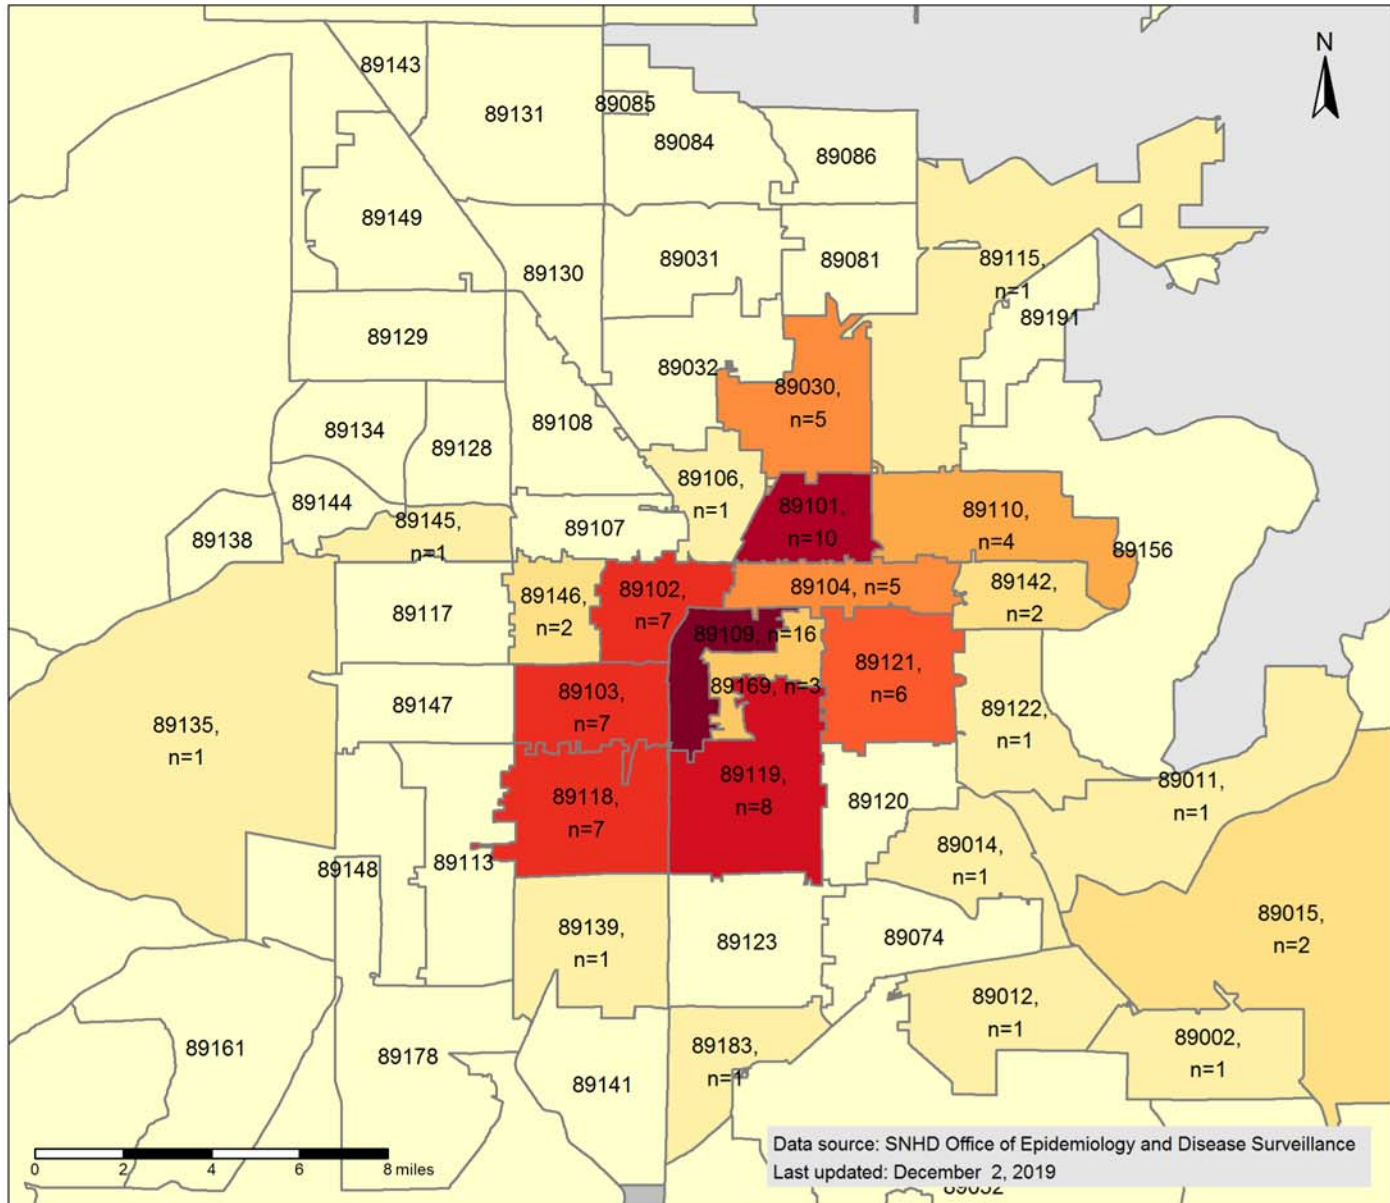 N
89143
89085
89131
89084
89086
89149
89031
89081
89115,
n=1
89130
89191
89129
89032
89030,
n=5
89134
89108
89128
89106,
n=1
89144
89101,
n=10
89110,
n=4
89145,
n=1
89107
89138
89156
89102,
n=7
89104, n=5
89142,
n=2
89146,
n=2
89117
89109, n=16
89121,
n=6
89169, n=3
89103,
n=7
89147
89122,
n=1
89135,
n=1
89119,
n=8
89011,
n=1
89118,
n=7
89120
89014,
n=1
89113
89148
89015,
n=2
89139,
n=1
89123
89074
89012,
n=1
89002,
n=1
89161
89178
89183,
n=1
89141
0 2 4 6 8 miles
Data source: SNHD Office of Epidemiology and Disease Surveillance
Last updated: December 2, 2019